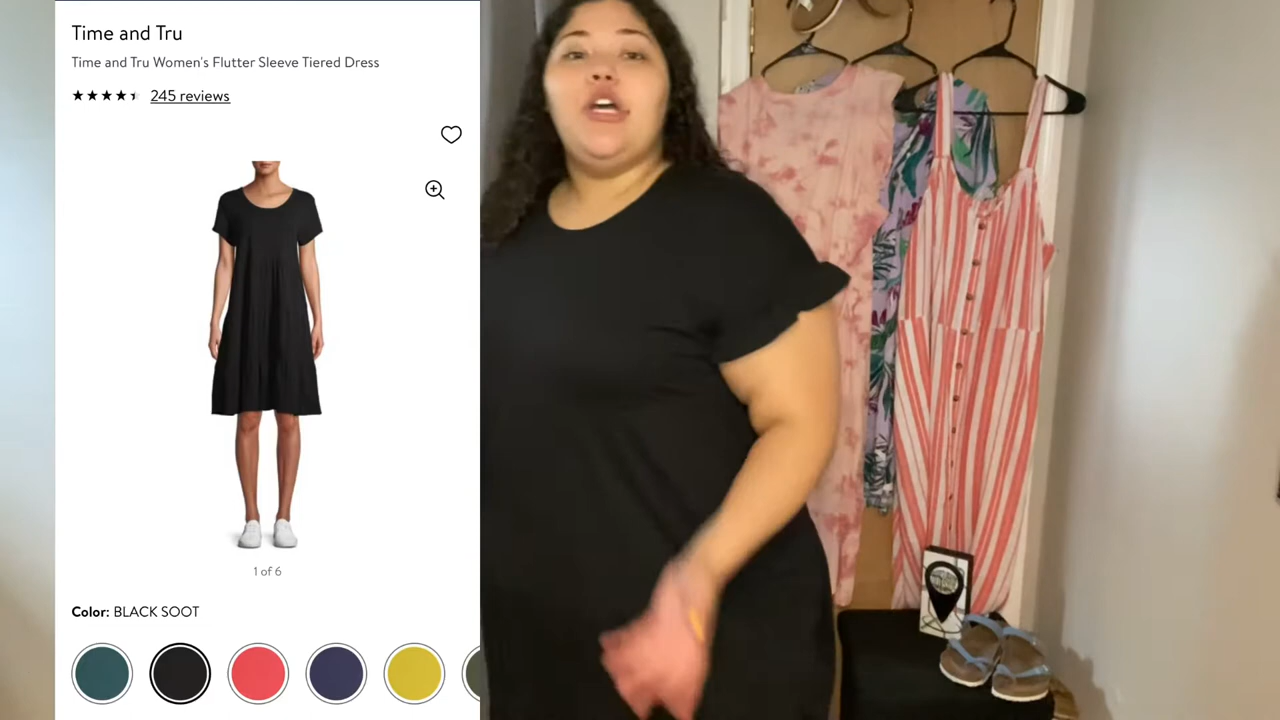 Time and Tru
Time and Tru Women's Flutter Sleeve Tiered Dress
245 reviews
1 of 6
Color: BLACK SOOT